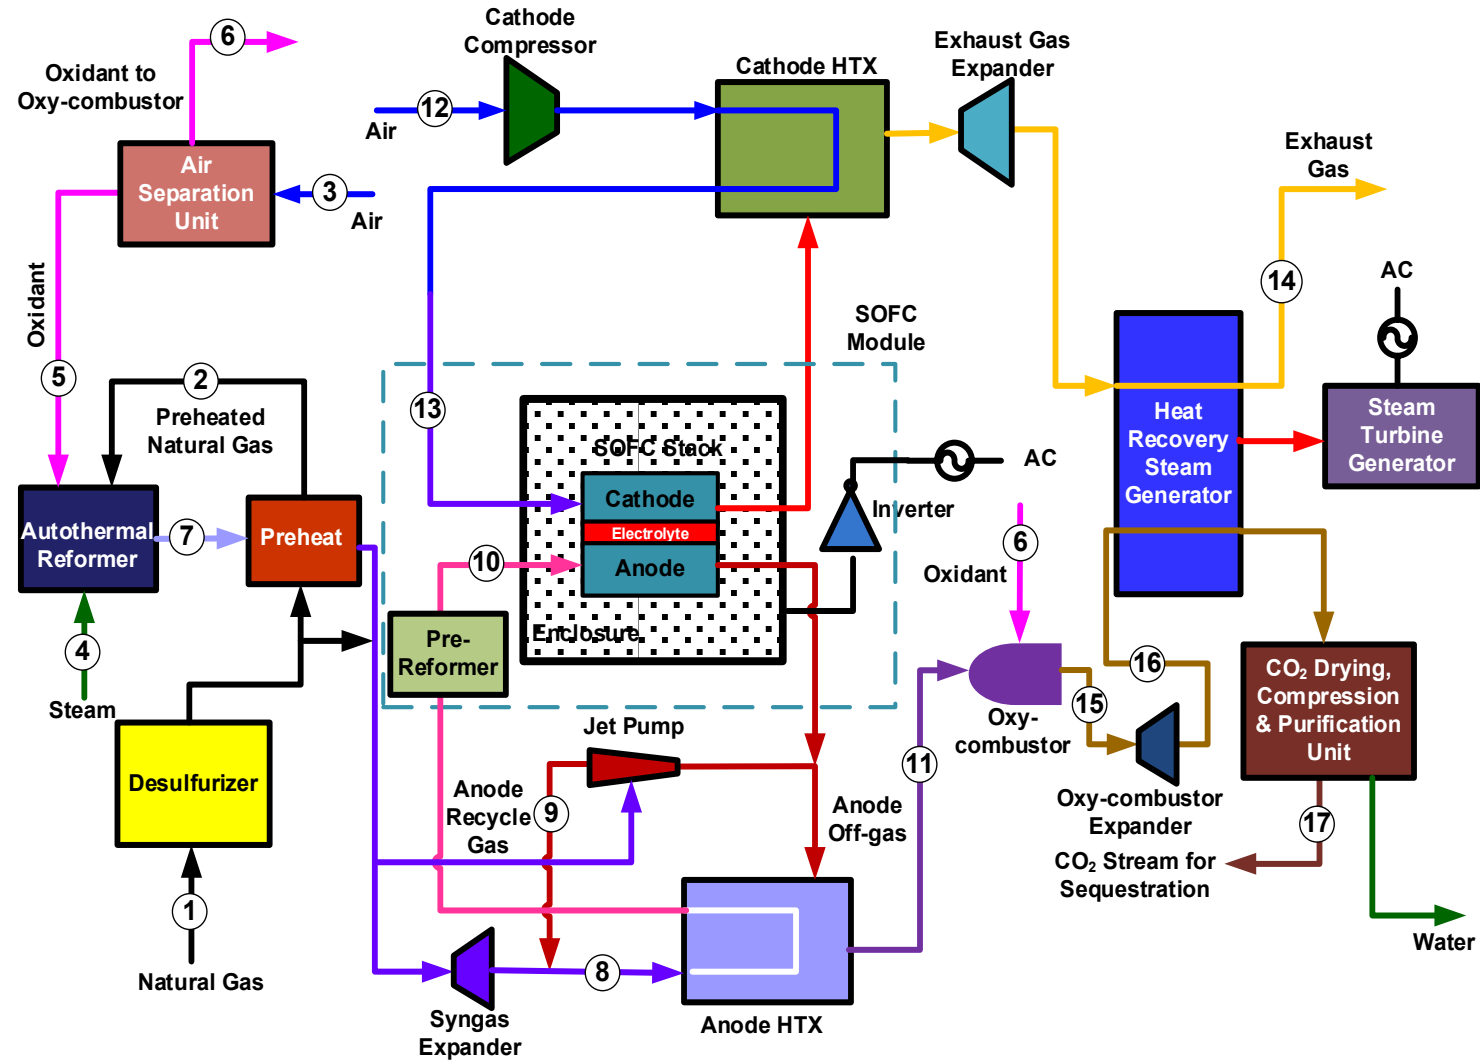 6
Cathode
Compressor
Exhaust Gas
Expander
Cathode HTX
Oxidant to
Oxy-combustor
12
Air
Air
Separation
Unit
3
Air
Exhaust
Gas
14
AC
Oxidant
SOFC
Module
5
2
Preheated
Natural Gas
13
Heat
Recovery
Steam
Generator
Steam
Turbine
Generator
SOFC Stack
Cathode
Electrolyte
Anode
Enclosure
AC
Inverter
Autothermal
Reformer
7
Preheat
10
6
Oxidant
Pre-
Reformer
4
Steam
CO₂ Drying,
Compression
& Purification
Unit
16
15
Oxy-
combustor
Jet Pump
Desulfurizer
11
Anode
Recycle
Gas
9
Anode
Off-gas
Oxy-combustor
Expander
17
CO₂ Stream for
Sequestration
1
Water
Natural Gas
8
Syngas
Expander
Anode HTX